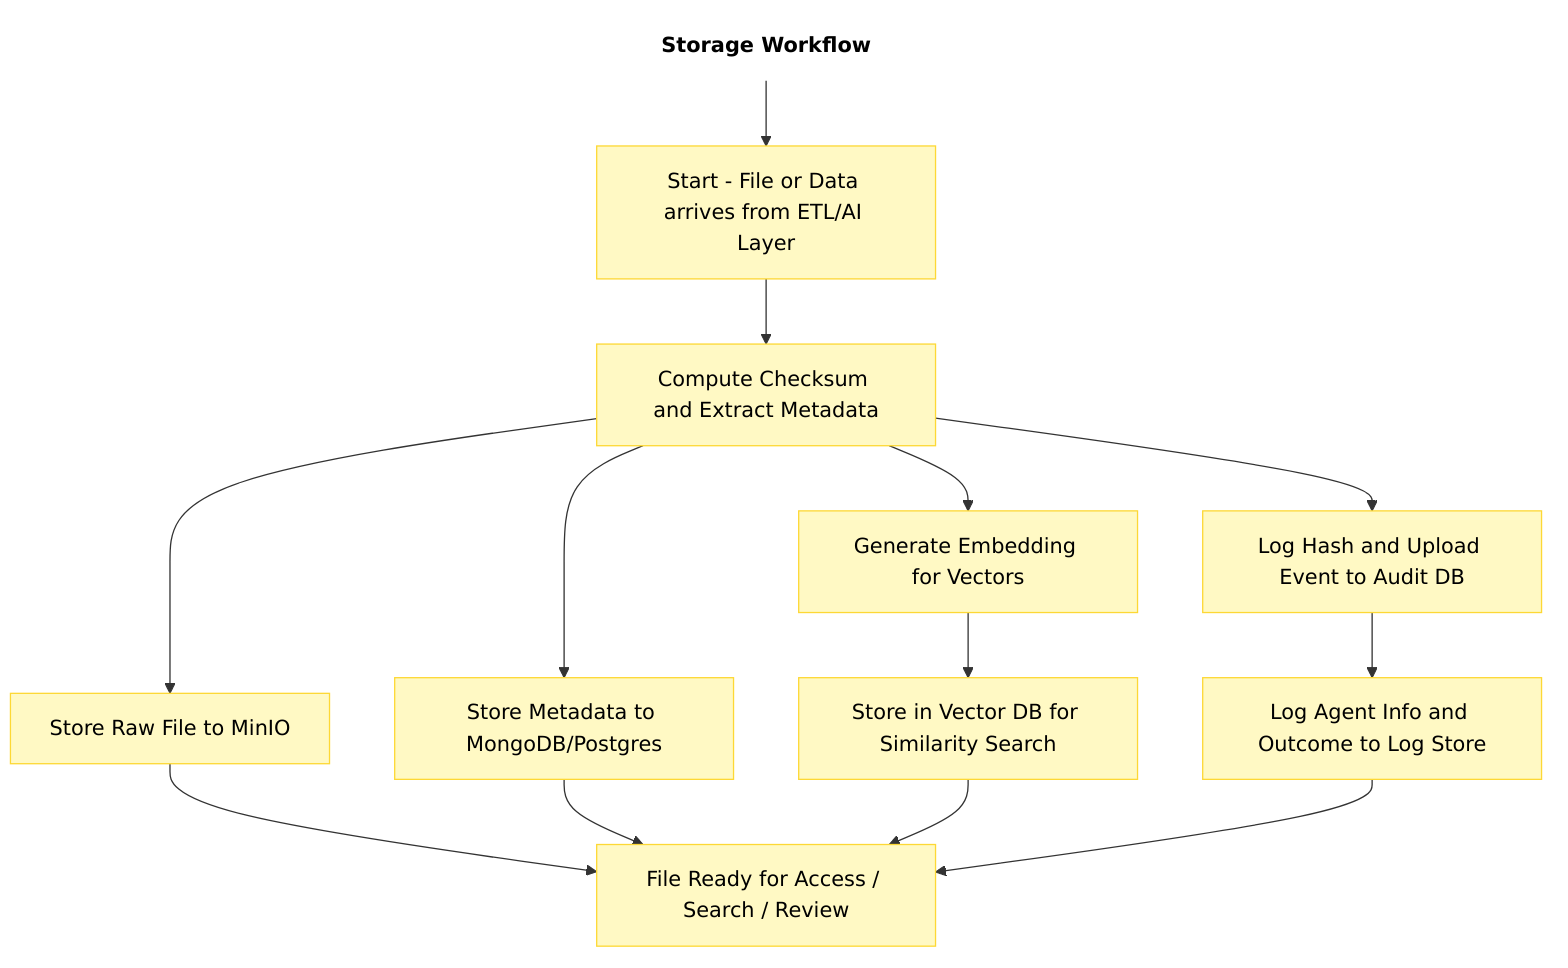 Storage Workflow
Start - File or Data
arrives from ETL/AI
Layer
Compute Checksum
and Extract Metadata
Generate Embedding
for Vectors
Log Hash and Upload
Event to Audit DB
Store Raw File to MinIO
Store Metadata to
MongoDB/Postgres
Store in Vector DB for
Similarity Search
Log Agent Info and
Outcome to Log Store
File Ready for Access /
Search / Review